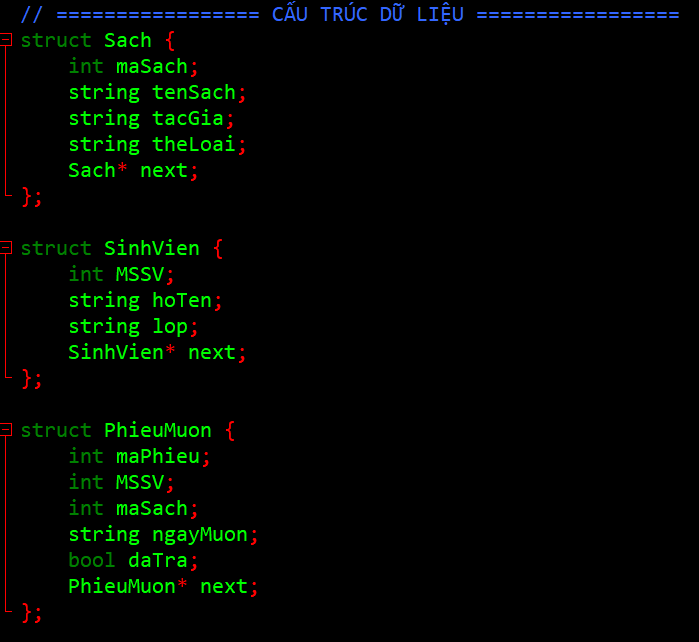 // ================= CẤU TRÚC DỮ LIỆU =================
struct Sach {
    int maSach;
    string tenSach;
    string tacGia;
    string theLoai;
    Sach* next;
};

struct SinhVien {
    int MSSV;
    string hoTen;
    string lop;
    SinhVien* next;
};

struct PhieuMuon {
    int maPhieu;
    int MSSV;
    int maSach;
    string ngayMuon;
    bool daTra;
    PhieuMuon* next;
};